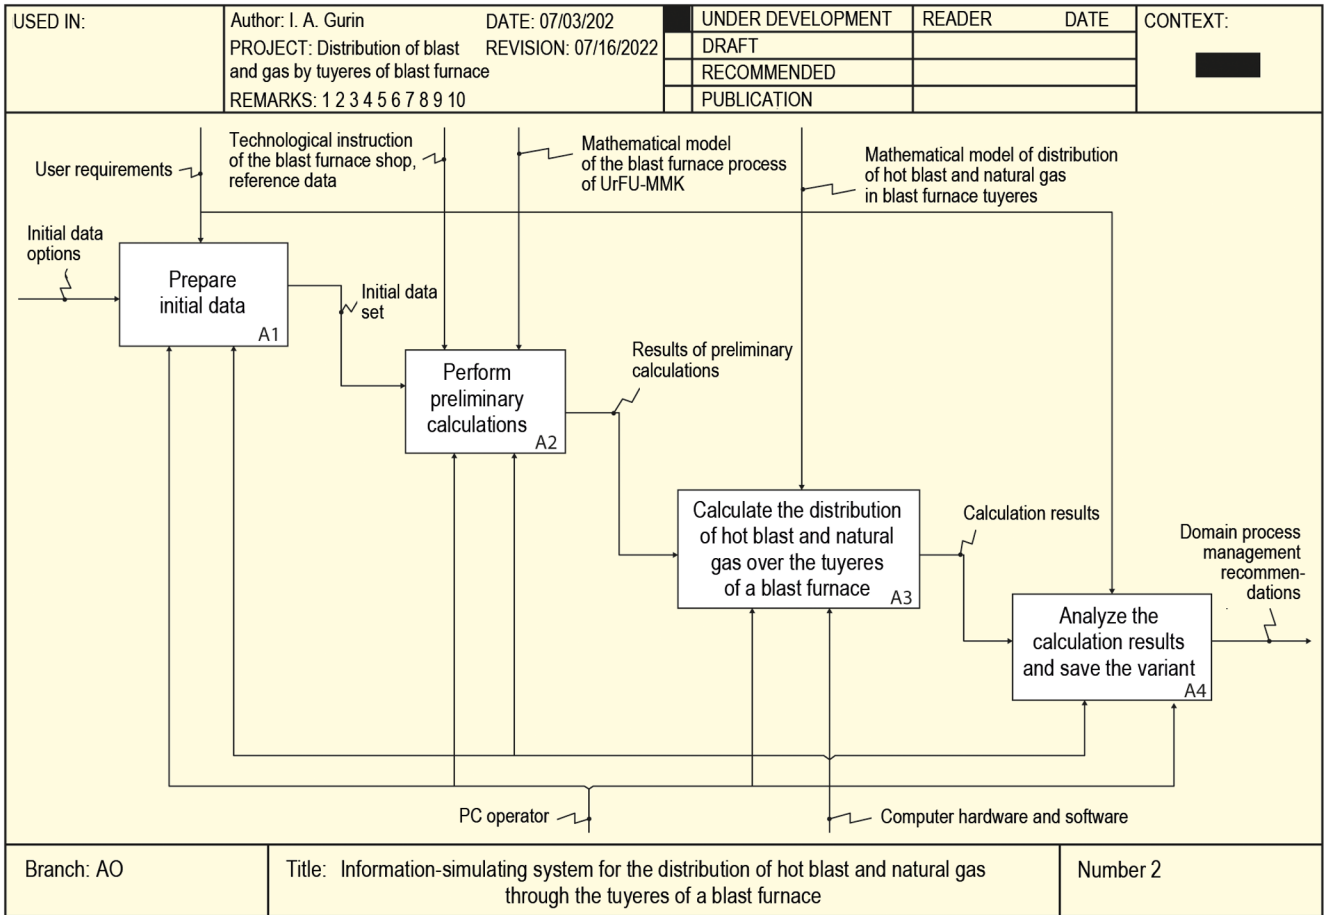 USED IN:
Author: I. A. Gurin
DATE: 07/03/202
PROJECT: Distribution of blast
and gas by tuyeres of blast furnace
REVISION: 07/16/2022
REMARKS: 1 2 3 4 5 6 7 8 9 10
UNDER DEVELOPMENT
DRAFT
RECOMMENDED
PUBLICATION
READER
DATE
CONTEXT:
User requirements
Technological instruction
of the blast furnace shop,
reference data
Mathematical model
of the blast furnace process
of UrFU-MMK
Mathematical model of distribution
of hot blast and natural gas
in blast furnace tuyeres
Initial data
options
Prepare
initial data
A1
Initial data
set
Perform
preliminary
calculations
A2
Results of preliminary
calculations
Calculate the distribution
of hot blast and natural
gas over the tuyeres
of a blast furnace
A3
Calculation results
Domain process
management
recommen-
dations
Analyze the
calculation results
and save the variant
A4
PC operator
Computer hardware and software
Branch: AO
Title: Information-simulating system for the distribution of hot blast and natural gas
through the tuyeres of a blast furnace
Number 2